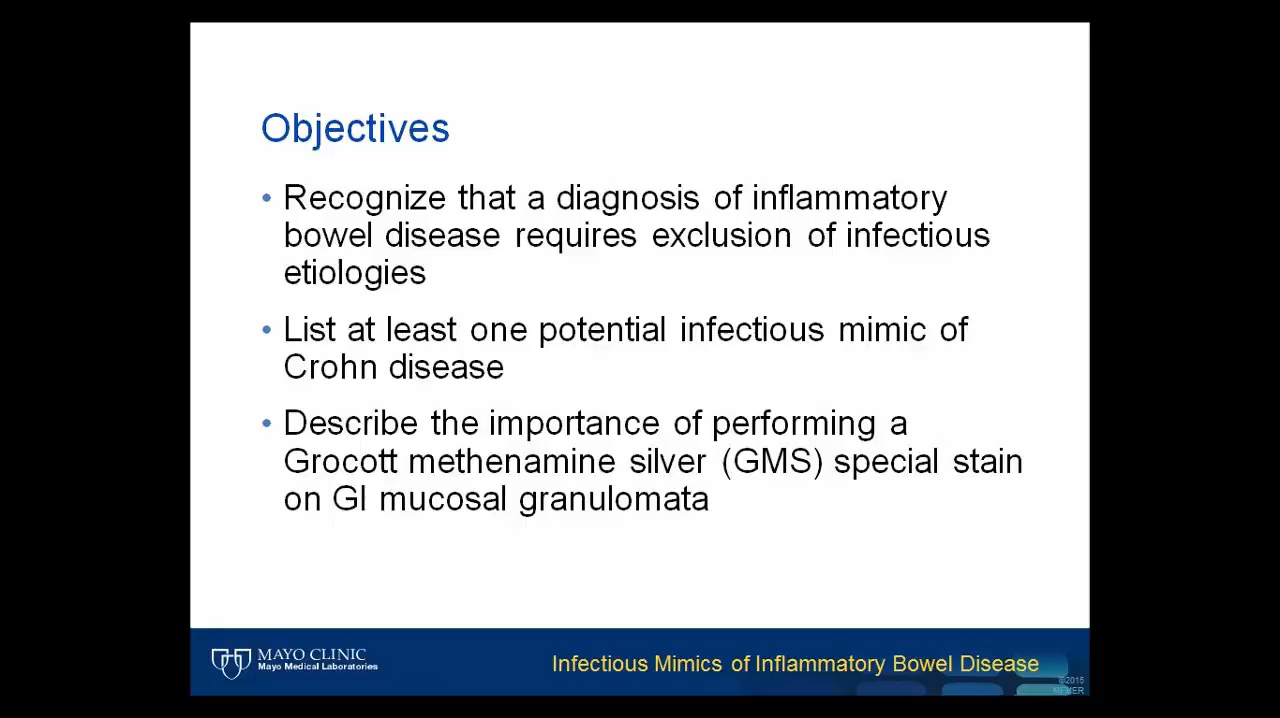 Objectives
• Recognize that a diagnosis of inflammatory
bowel disease requires exclusion of infectious
etiologies
• List at least one potential infectious mimic of
Crohn disease
• Describe the importance of performing a
Grocott methenamine silver (GMS) special stain
on GI mucosal granulomata
MAYO CLINIC
Mayo Medical Laboratories
Infectious Mimics of Inflammatory Bowel Disease
©2015